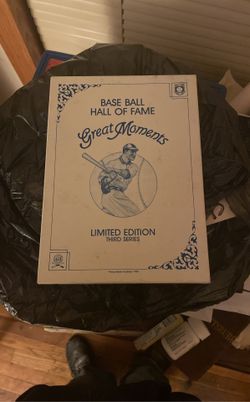 BASE BALL
HALL OF FAME
Great Moments
LIMITED EDITION
THIRD SERIES